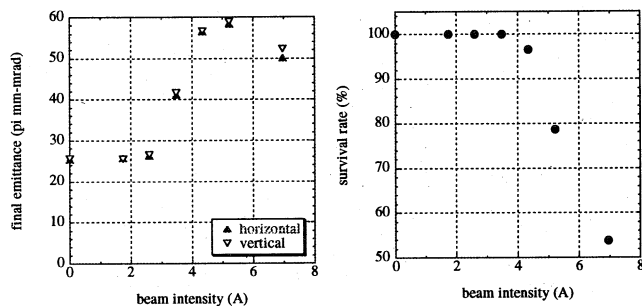 final emittance (pi mm-mrad)
60
50
40
30
20
10
0
0 2 4 6 8
horizontal
vertical
beam intensity (A)
survival rate (%)
100
90
80
70
60
50
0 2 4 6 8
beam intensity (A)